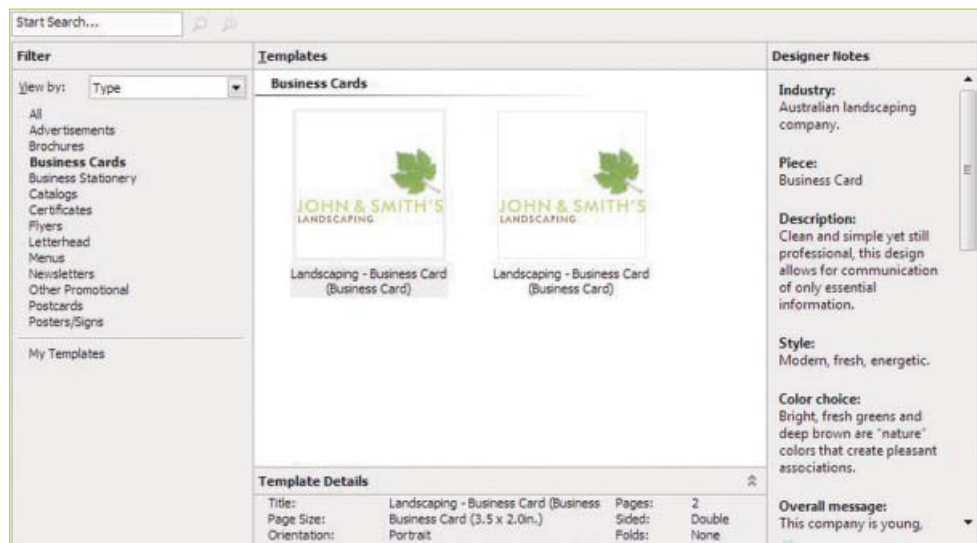 Start Search...
Filter
View by: Type
All
Advertisements
Brochures
Business Cards
Business Stationery
Catalogs
Certificates
Flyers
Letterhead
Menus
Newsletters
Other Promotional
Postcards
Posters/Signs
My Templates
Templates
Business Cards
JOHN & SMITH'S
LANDSCAPING
Landscaping - Business Card
(Business Card)
JOHN & SMITH'S
LANDSCAPING
Landscaping - Business Card
(Business Card)
Template Details
Title: Landscaping - Business Card (Business Pages: 2
Page Size: Business Card (3.5 x 2.0in.) Sided: Double
Orientation: Portrait Folds: None
Designer Notes
Industry:
Australian landscaping
company.
Piece:
Business Card
Description:
Clean and simple yet still
professional, this design
allows for communication
of only essential
information.
Style:
Modern, fresh, energetic.
Color choice:
Bright, fresh greens and
deep brown are "nature"
colors that create pleasant
associations.
Overall message:
This company is young,